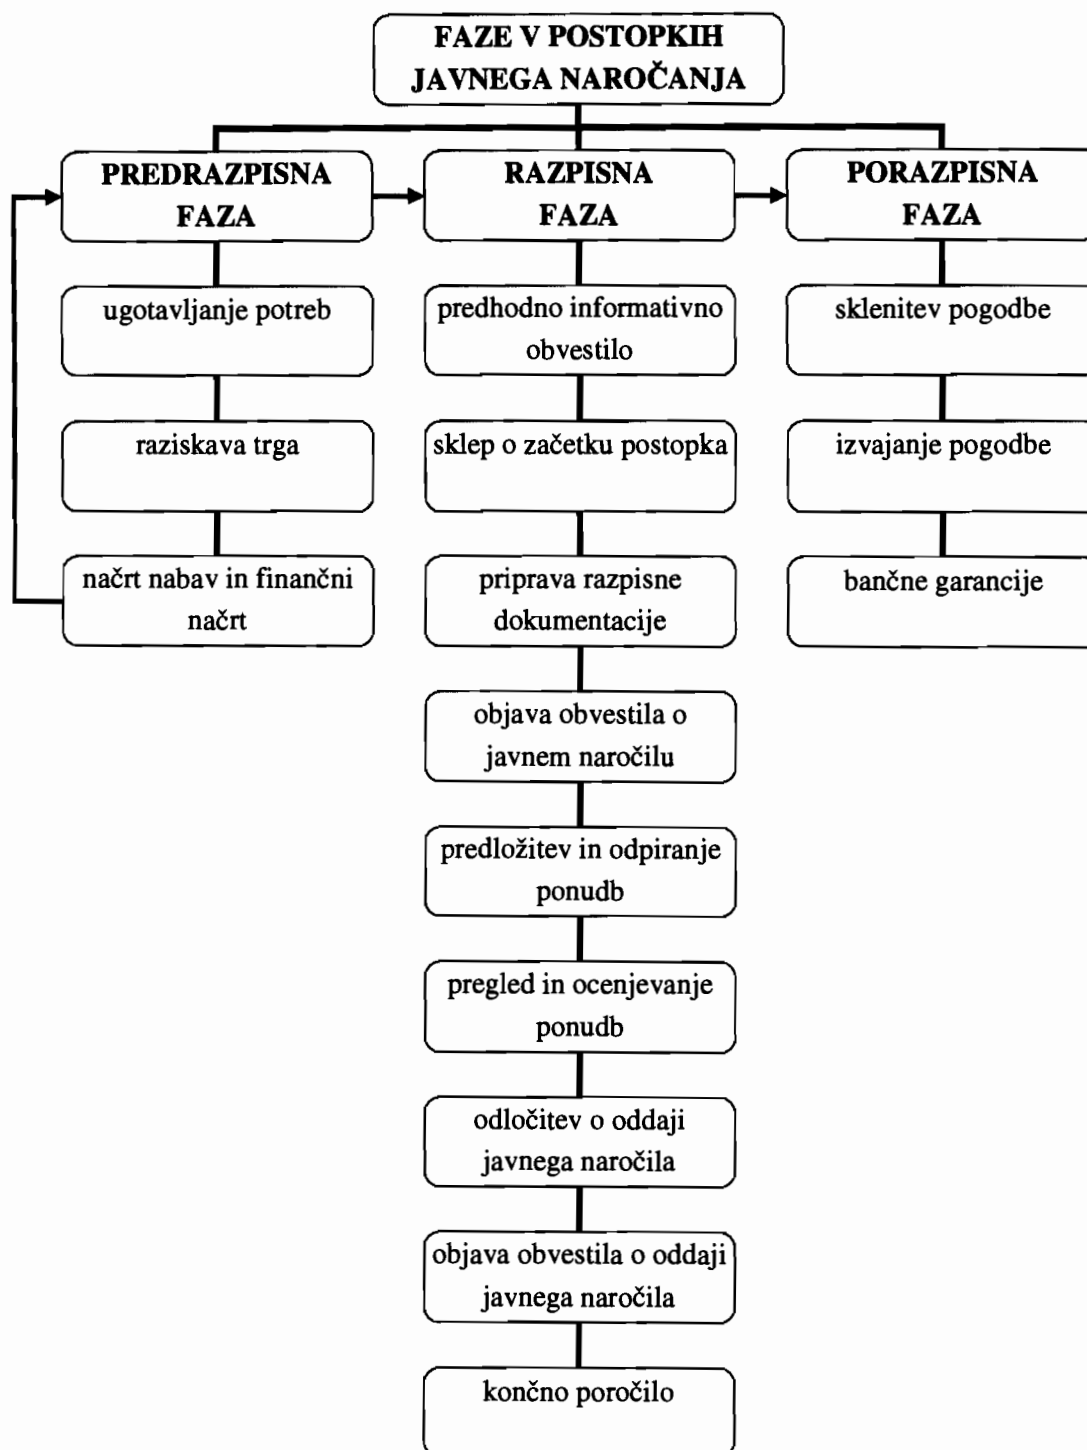 FAZE V POSTOPKIH
JAVNEGA NAROČANJA
PREDRAZPISNA
FAZA
ugotavljanje potreb
raziskava trga
načrt nabav in finančni
načrt
RAZPISNA
FAZA
predhodno informativno
obvestilo
sklep o začetku postopka
priprava razpisne
dokumentacije
objava obvestila o
javnem naročilu
predložitev in odpiranje
ponudb
pregled in ocenjevanje
ponudb
odločitev o oddaji
javnega naročila
objava obvestila o oddaji
javnega naročila
končno poročilo
PORAZPISNA
FAZA
sklenitev pogodbe
izvajanje pogodbe
bančne garancije